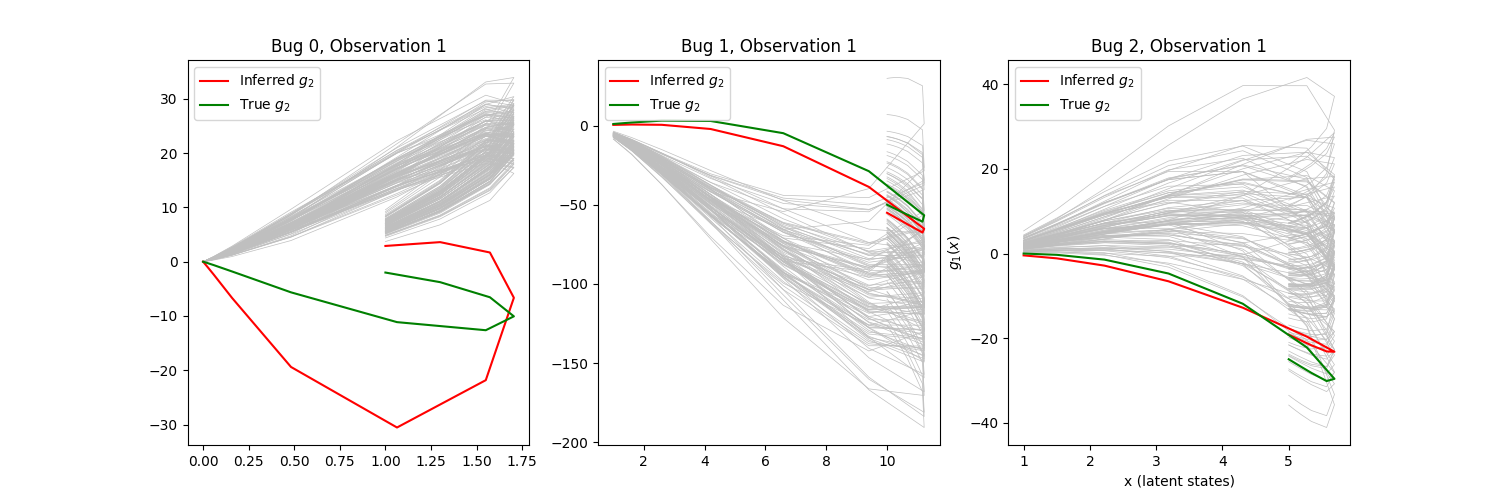 Bug 0, Observation 1
Inferred g₂
True g₂
30
20
10
0
−10
−20
−30
0.00 0.25 0.50 0.75 1.00 1.25 1.50 1.75
Bug 1, Observation 1
Inferred g₂
True g₂
0
−50
−100
−150
−200
2 4 6 8 10
Bug 2, Observation 1
Inferred g₂
True g₂
g₁(x)
40
20
0
−20
−40
1 2 3 4 5
x (latent states)